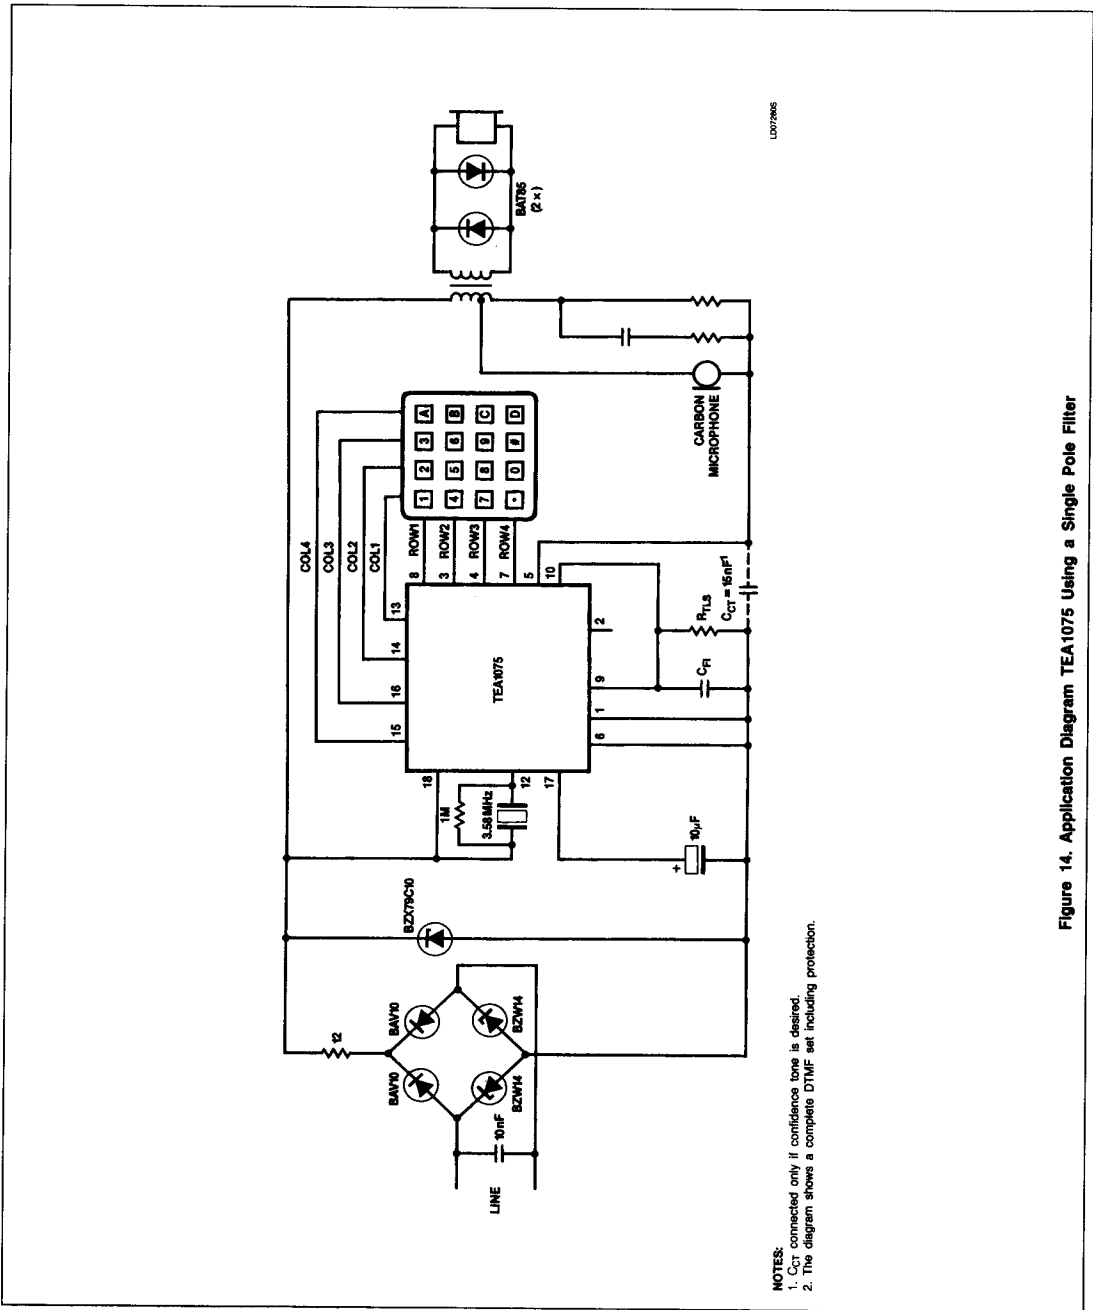 COL4
COL3
COL2
COL1
13
14
16
15
8 ROW1
3 ROW2
4 ROW3
7 ROW4
5
10
1 2 3 A
4 5 6 B
7 8 9 C
• 0 # D
TEA1075
18
12
17
1M
3.58MHz
2
9
1
6
BAT85
(2 x)
CARBON
MICROPHONE
C_CT = 15nF¹
R_TLS
C_FI
+
10µF
BZX79C10
12
BAV10
BAV10
BZW14
BZW14
10nF
LINE
LD07280S
NOTES:
1. C_CT connected only if confidence tone is desired.
2. The diagram shows a complete DTMF set including protection.
Figure 14. Application Diagram TEA1075 Using a Single Pole Filter